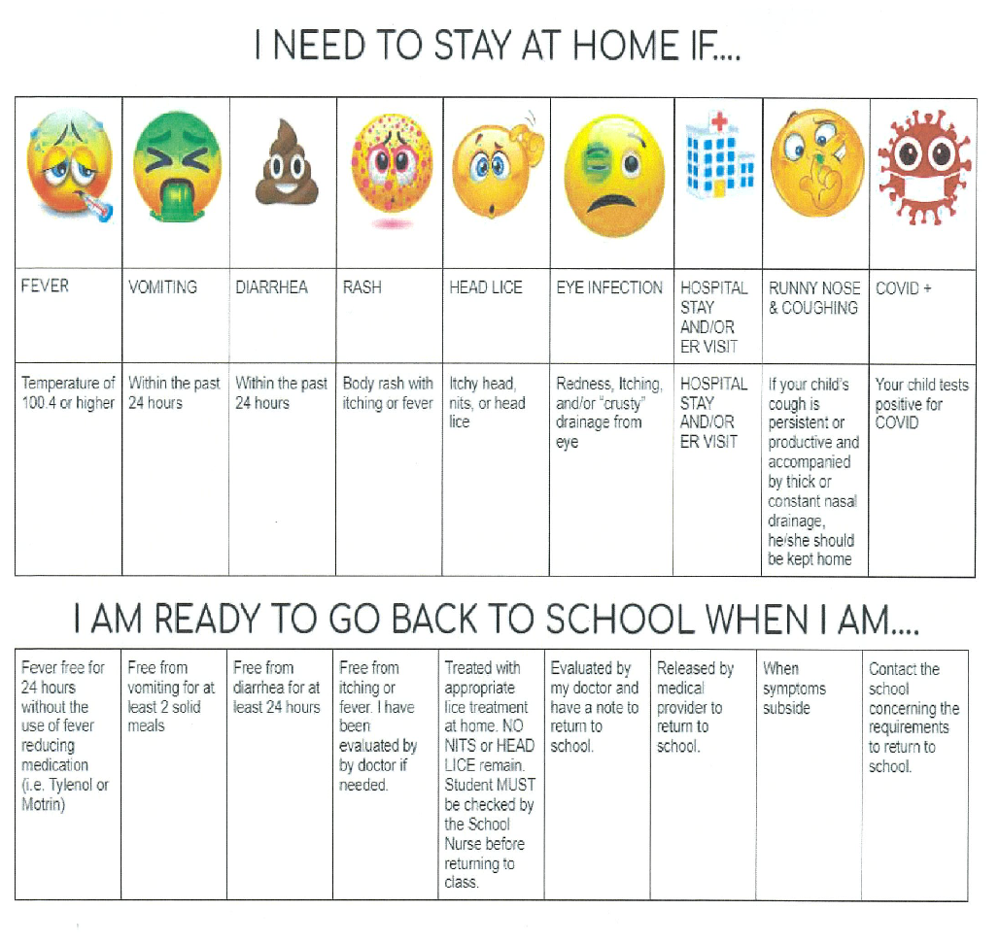 I NEED TO STAY AT HOME IF....
FEVER
VOMITING
DIARRHEA
RASH
HEAD LICE
EYE INFECTION
HOSPITAL
STAY
AND/OR
ER VISIT
RUNNY NOSE
& COUGHING
COVID +
Temperature of
100.4 or higher
Within the past
24 hours
Within the past
24 hours
Body rash with
itching or fever
Itchy head,
nits, or head
lice
Redness, Itching,
and/or “crusty”
drainage from
eye
HOSPITAL
STAY
AND/OR
ER VISIT
If your child's
cough is
persistent or
productive and
accompanied
by thick or
constant nasal
drainage,
he/she should
be kept home
Your child tests
positive for
COVID
I AM READY TO GO BACK TO SCHOOL WHEN I AM....
Fever free for
24 hours
without the
use of fever
reducing
medication
(i.e. Tylenol or
Motrin)
Free from
vomiting for at
least 2 solid
meals
Free from
diarrhea for at
least 24 hours
Free from
itching or
fever. I have
been
evaluated by
by doctor if
needed.
Treated with
appropriate
lice treatment
at home. NO
NITS or HEAD
LICE remain.
Student MUST
be checked by
the School
Nurse before
returning to
class.
Evaluated by
my doctor and
have a note to
return to
school.
Released by
medical
provider to
return to
school.
When
symptoms
subside
Contact the
school
concerning the
requirements
to return to
school.